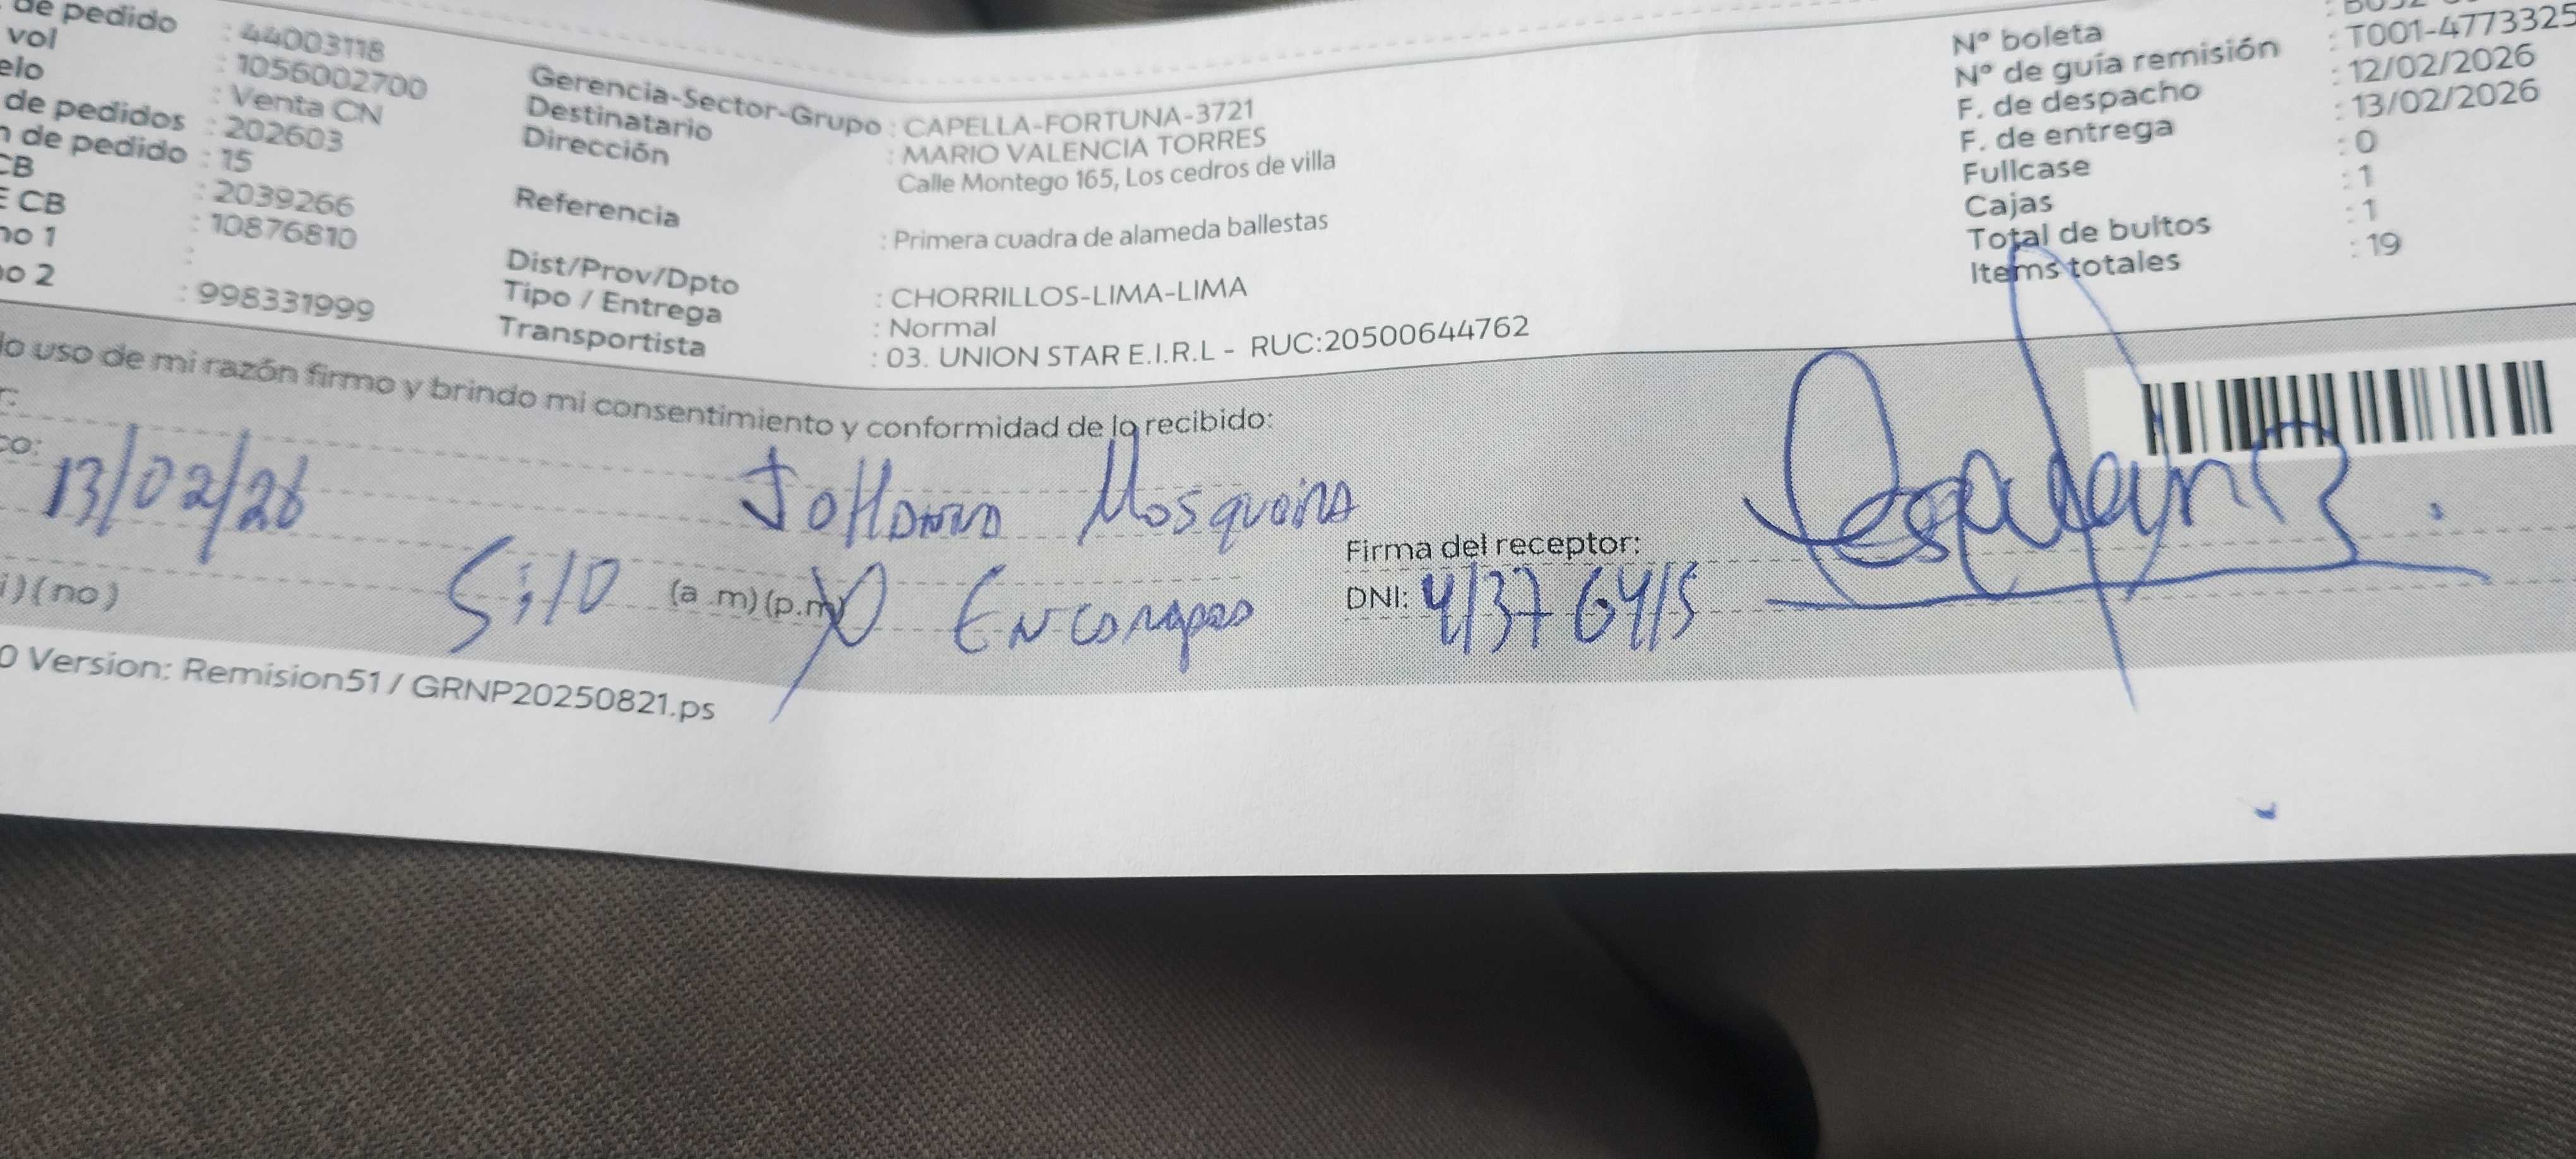 de pedido : 44003118
vol : 1056002700
elo : Venta CN
de pedidos : 202603
n de pedido : 15
CB : 2039266
E CB : 10876810
no 1 :
no 2 : 998331999
Gerencia-Sector-Grupo : CAPELLA-FORTUNA-3721
Destinatario : MARIO VALENCIA TORRES
Dirección Calle Montego 165, Los cedros de villa
Referencia : Primera cuadra de alameda ballestas
Dist/Prov/Dpto : CHORRILLOS-LIMA-LIMA
Tipo / Entrega : Normal
Transportista : 03. UNION STAR E.I.R.L - RUC:20500644762
Nº boleta
Nº de guía remisión : T001-4773325
F. de despacho : 12/02/2026
F. de entrega : 13/02/2026
Fullcase : 0
Cajas : 1
Total de bultos : 1
Items totales : 19
lo uso de mi razón firmo y brindo mi consentimiento y conformidad de lo recibido:
r:
co:
13/02/26
i)(no) (a .m)(p.m)
Firma del receptor:
DNI: 41376415
0 Version: Remision51 / GRNP20250821.ps